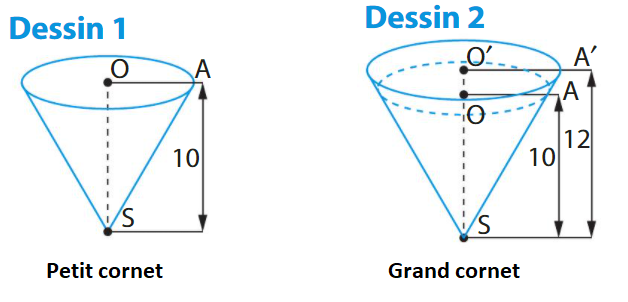 Dessin 1
O
A
10
S
Petit cornet
Dessin 2
O′
A′
A
O
10
12
S
Grand cornet